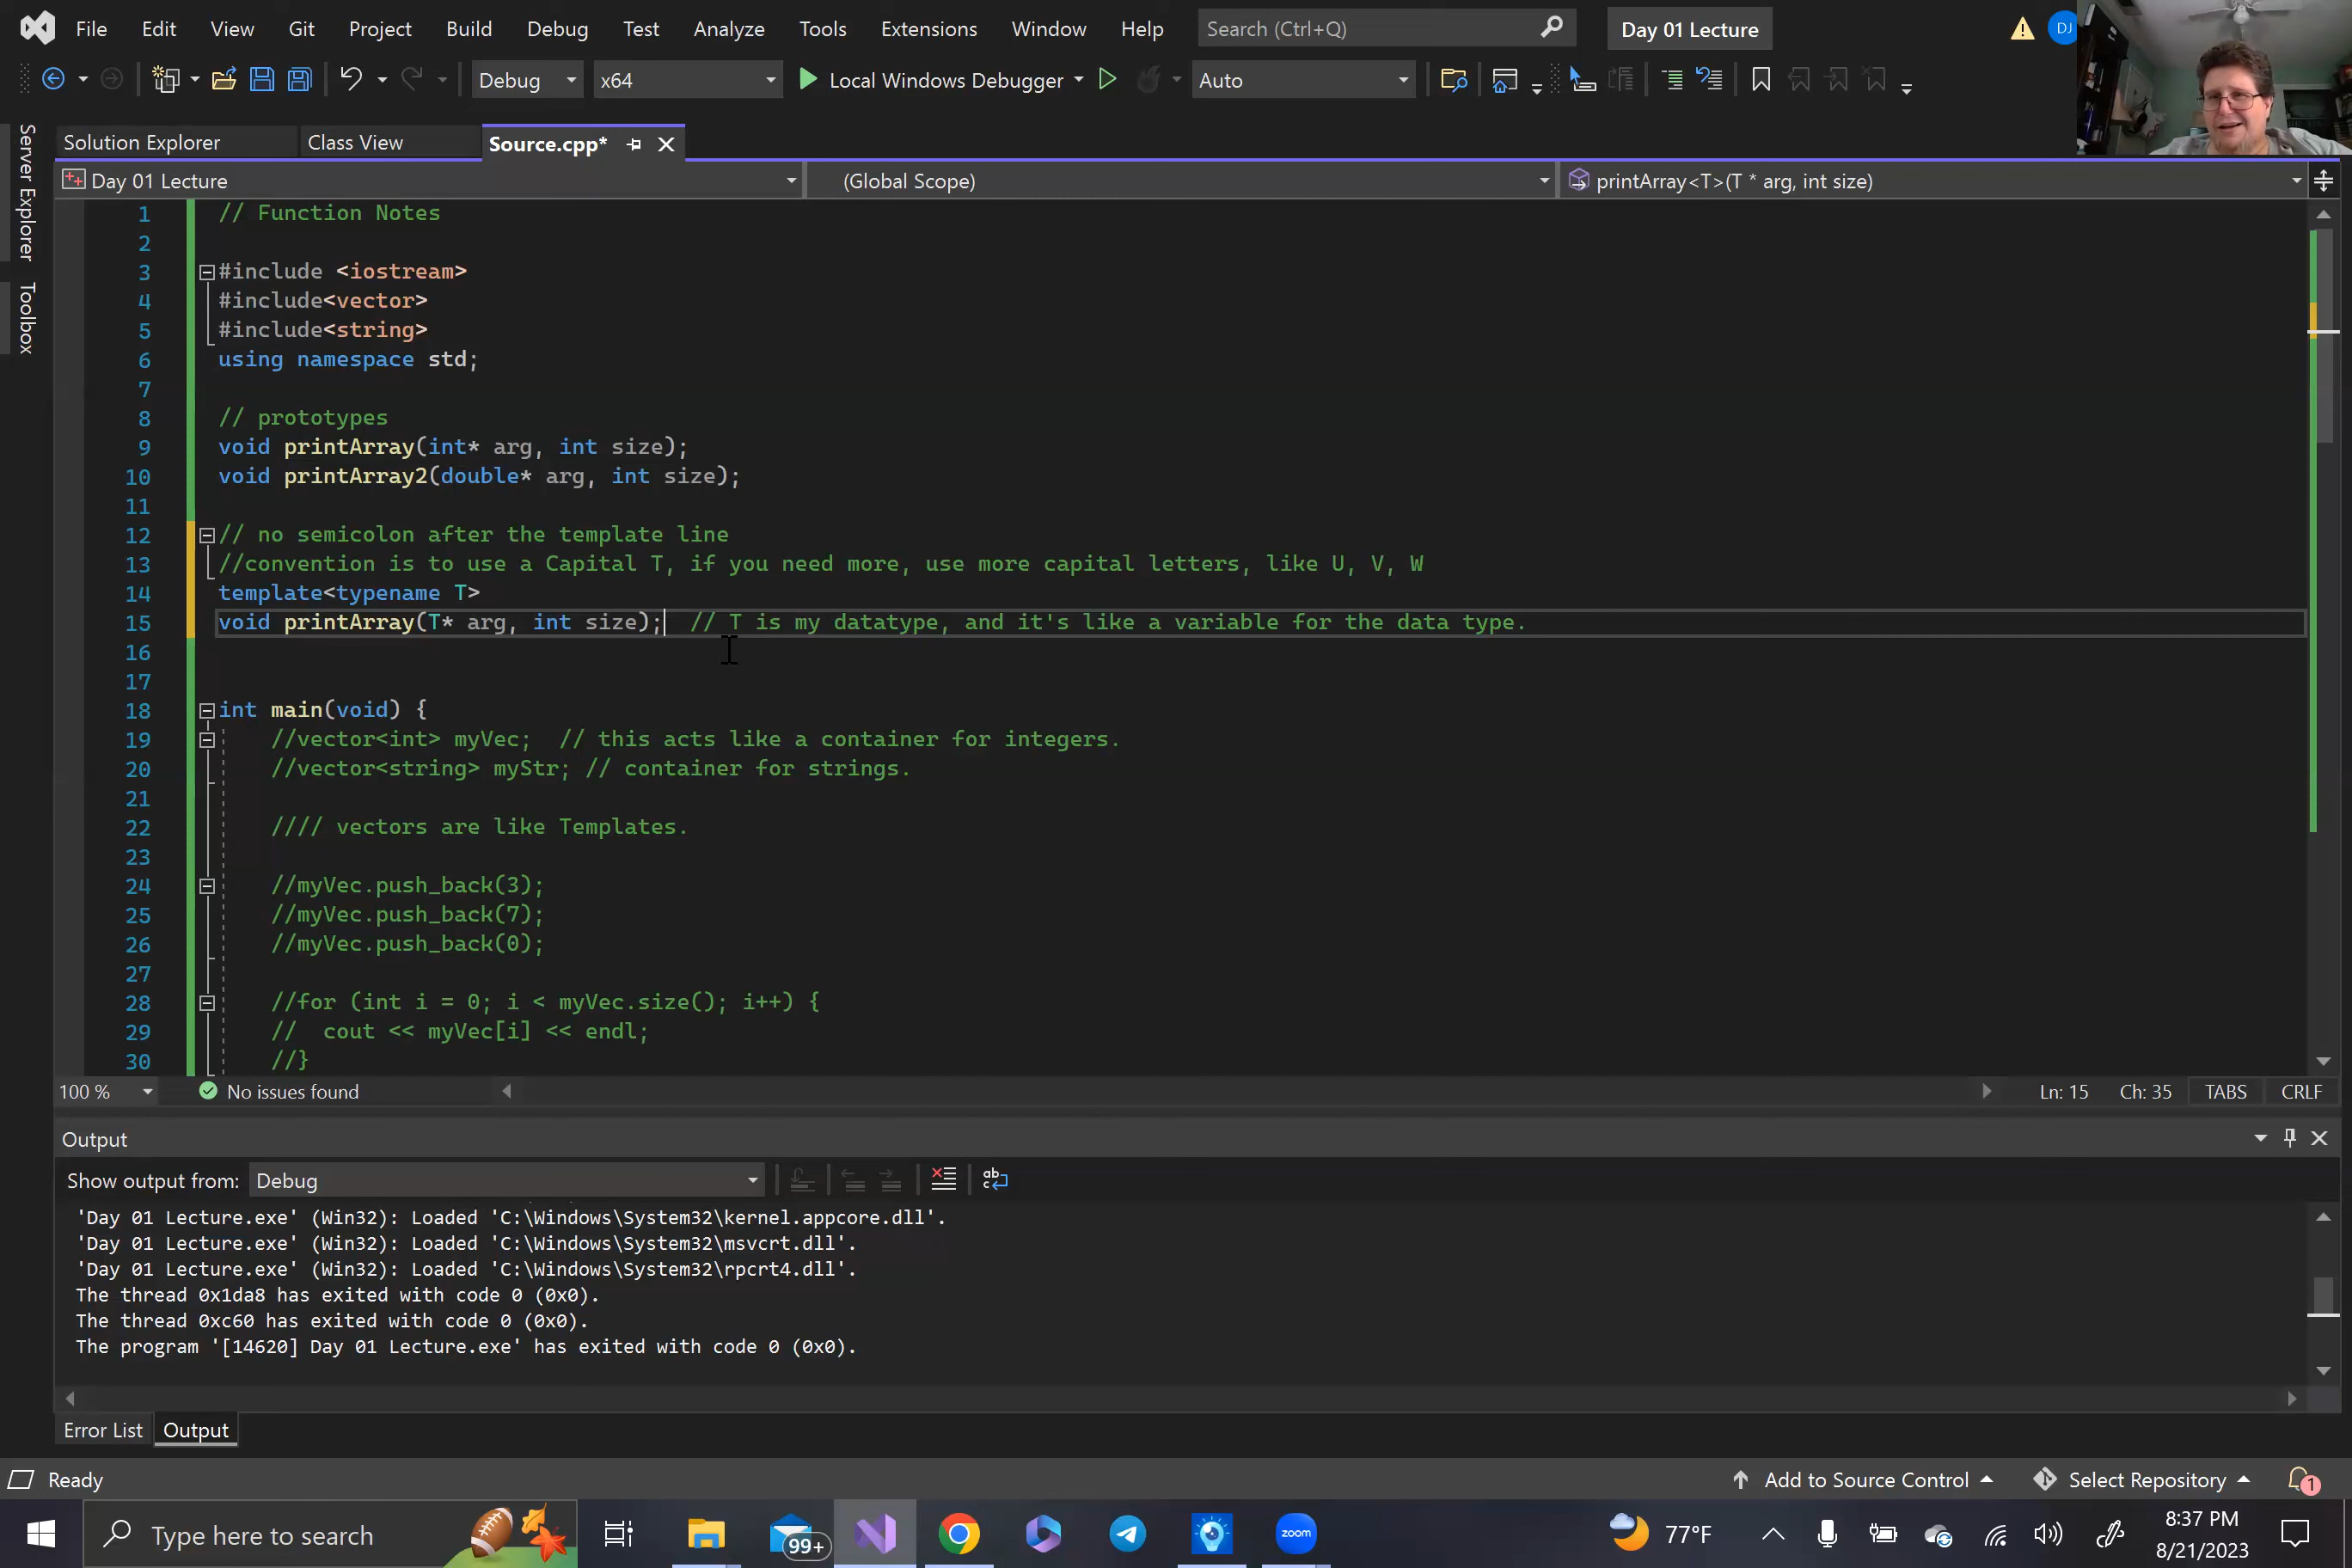 File Edit View Git Project Build Debug Test Analyze Tools Extensions Window Help Search (Ctrl+Q) Day 01 Lecture DJ
Debug x64 Local Windows Debugger Auto
Server Explorer
Toolbox
Solution Explorer Class View Source.cpp*
Day 01 Lecture (Global Scope) printArray<T>(T * arg, int size)
1 // Function Notes
2
3 #include <iostream>
4 #include<vector>
5 #include<string>
6 using namespace std;
7
8 // prototypes
9 void printArray(int* arg, int size);
10 void printArray2(double* arg, int size);
11
12 // no semicolon after the template line
13 //convention is to use a Capital T, if you need more, use more capital letters, like U, V, W
14 template<typename T>
15 void printArray(T* arg, int size); // T is my datatype, and it's like a variable for the data type.
16
17
18 int main(void) {
19 //vector<int> myVec; // this acts like a container for integers.
20 //vector<string> myStr; // container for strings.
21
22 //// vectors are like Templates.
23
24 //myVec.push_back(3);
25 //myVec.push_back(7);
26 //myVec.push_back(0);
27
28 //for (int i = 0; i < myVec.size(); i++) {
29 // cout << myVec[i] << endl;
30 //}
100 % No issues found Ln: 15 Ch: 35 TABS CRLF
Output
Show output from: Debug
'Day 01 Lecture.exe' (Win32): Loaded 'C:\Windows\System32\kernel.appcore.dll'.
'Day 01 Lecture.exe' (Win32): Loaded 'C:\Windows\System32\msvcrt.dll'.
'Day 01 Lecture.exe' (Win32): Loaded 'C:\Windows\System32\rpcrt4.dll'.
The thread 0x1da8 has exited with code 0 (0x0).
The thread 0xc60 has exited with code 0 (0x0).
The program '[14620] Day 01 Lecture.exe' has exited with code 0 (0x0).
Error List Output
Ready Add to Source Control Select Repository 1
Type here to search 99+ zoom 77°F 8:37 PM
8/21/2023